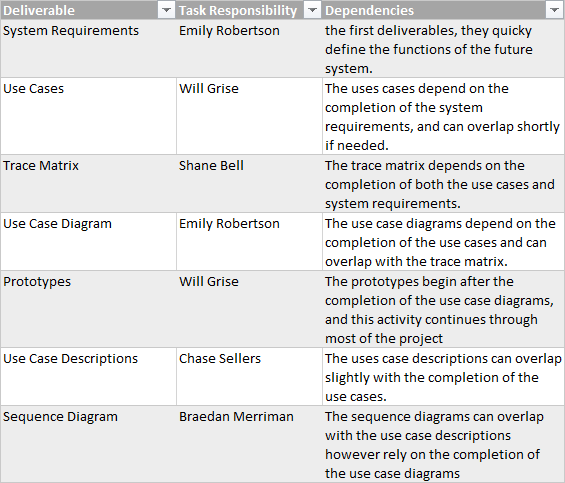 Deliverable Task Responsibility Dependencies
System Requirements Emily Robertson the first deliverables, they quicky
define the functions of the future
system.
Use Cases Will Grise The uses cases depend on the
completion of the system
requirements, and can overlap shortly
if needed.
Trace Matrix Shane Bell The trace matrix depends on the
completion of both the use cases and
system requirements.
Use Case Diagram Emily Robertson The use case diagrams depend on the
completion of the use cases and can
overlap with the trace matrix.
Prototypes Will Grise The prototypes begin after the
completion of the use case diagrams,
and this activity continues through
most of the project
Use Case Descriptions Chase Sellers The uses case descriptions can overlap
slightly with the completion of the
use cases.
Sequence Diagram Braedan Merriman The sequence diagrams can overlap
with the use case descriptions
however rely on the completion of
the use case diagrams